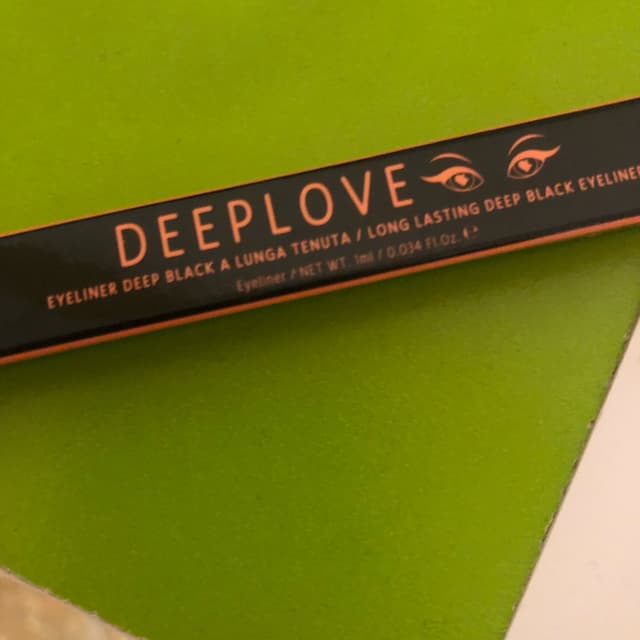 DEEPLOVE
EYELINER DEEP BLACK A LUNGA TENUTA / LONG LASTING DEEP BLACK EYELINER
Eyeliner / NET WT. 1ml / 0.034 Fl.Oz. ℮